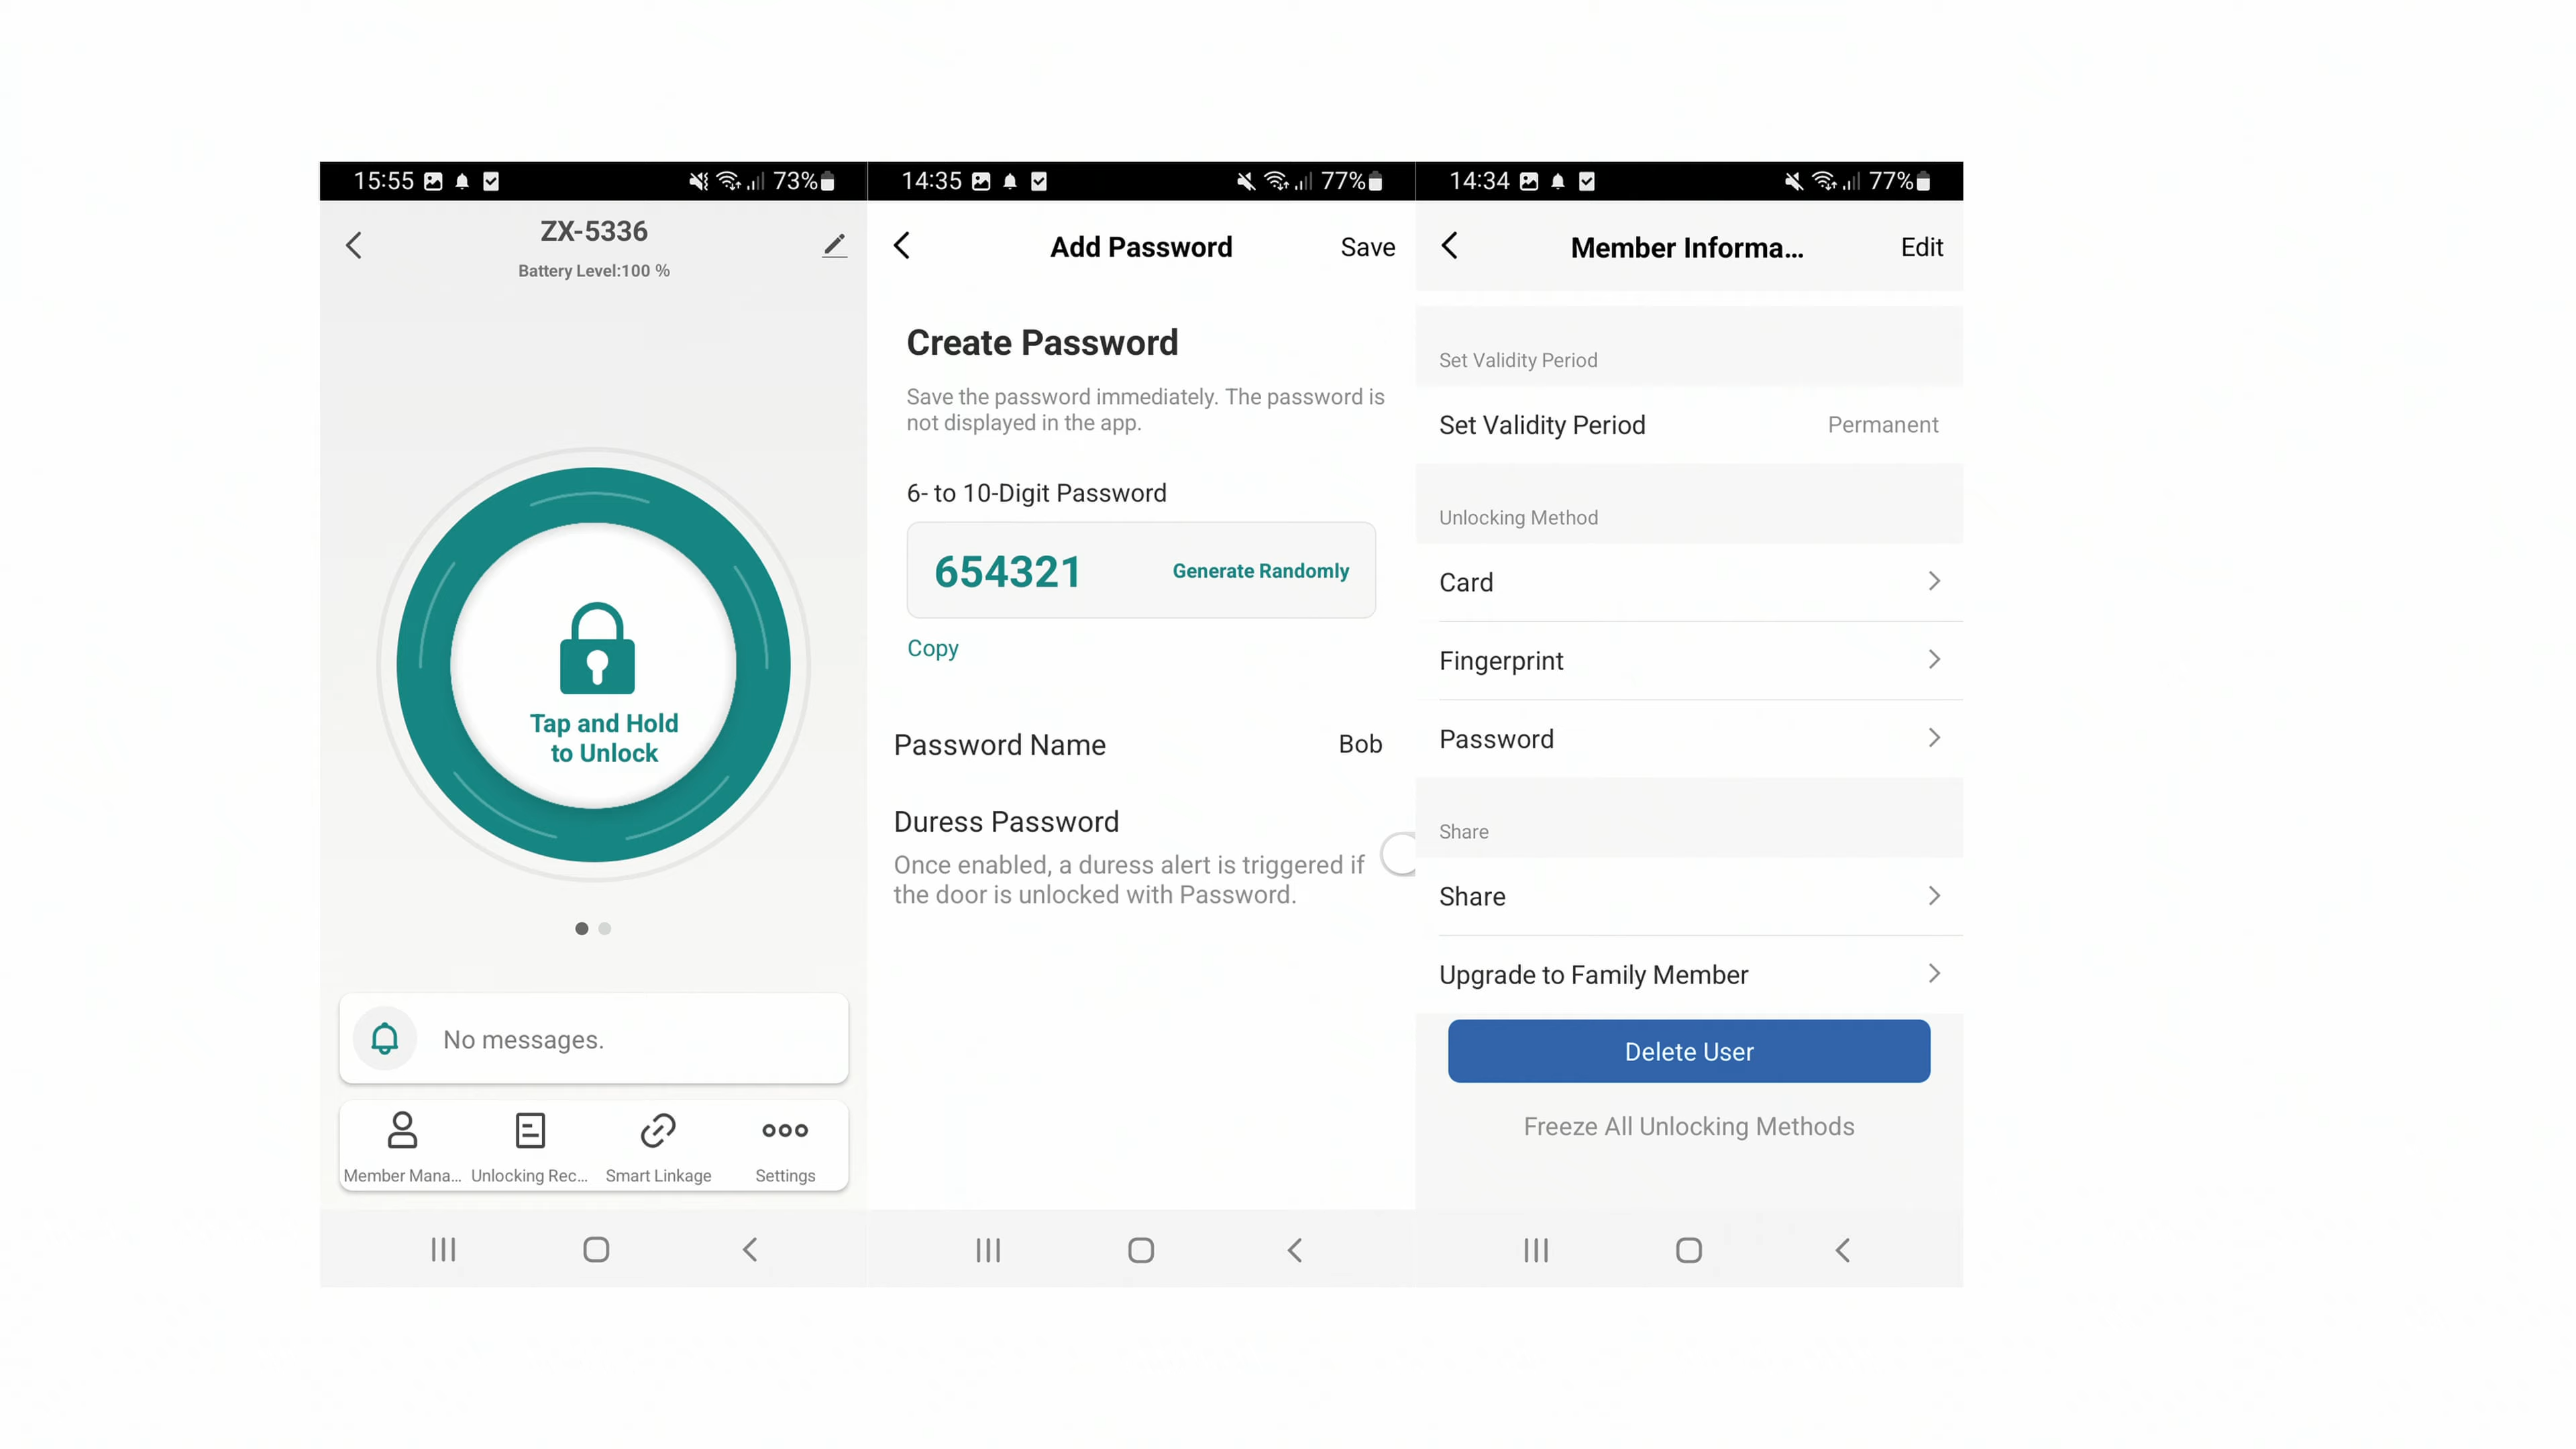 15:55 73%
ZX-5336
Battery Level:100 %
Tap and Hold
to Unlock
No messages.
Member Mana... Unlocking Rec... Smart Linkage Settings
14:35 77%
Add Password Save
Create Password
Save the password immediately. The password is
not displayed in the app.
6- to 10-Digit Password
654321 Generate Randomly
Copy
Password Name Bob
Duress Password
Once enabled, a duress alert is triggered if
the door is unlocked with Password.
14:34 77%
Member Informa... Edit
Set Validity Period
Set Validity Period Permanent
Unlocking Method
Card
Fingerprint
Password
Share
Share
Upgrade to Family Member
Delete User
Freeze All Unlocking Methods